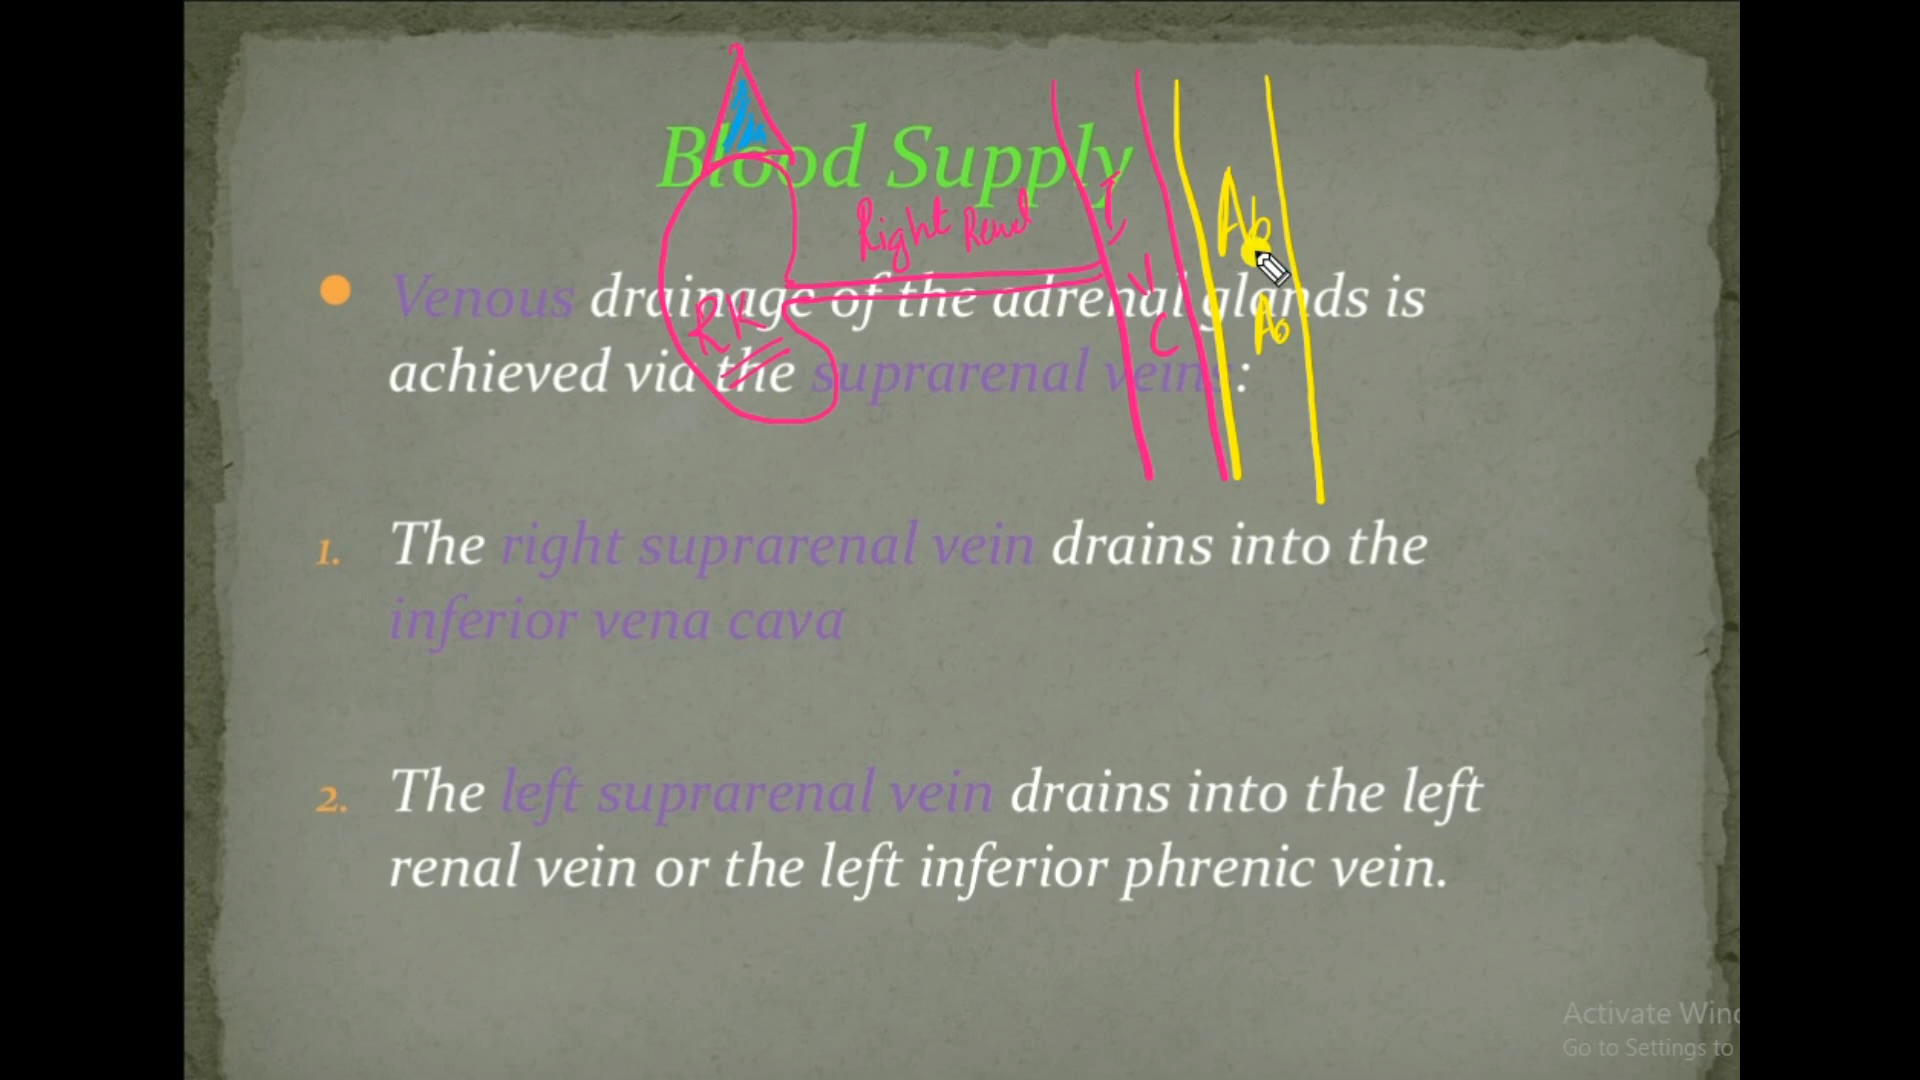 Blood Supply
Right Renal
I
V
C
Ab
Ao
RK
Venous drainage of the adrenal glands is
achieved via the suprarenal veins:
1. The right suprarenal vein drains into the
inferior vena cava
2. The left suprarenal vein drains into the left
renal vein or the left inferior phrenic vein.
Activate Wind
Go to Settings to